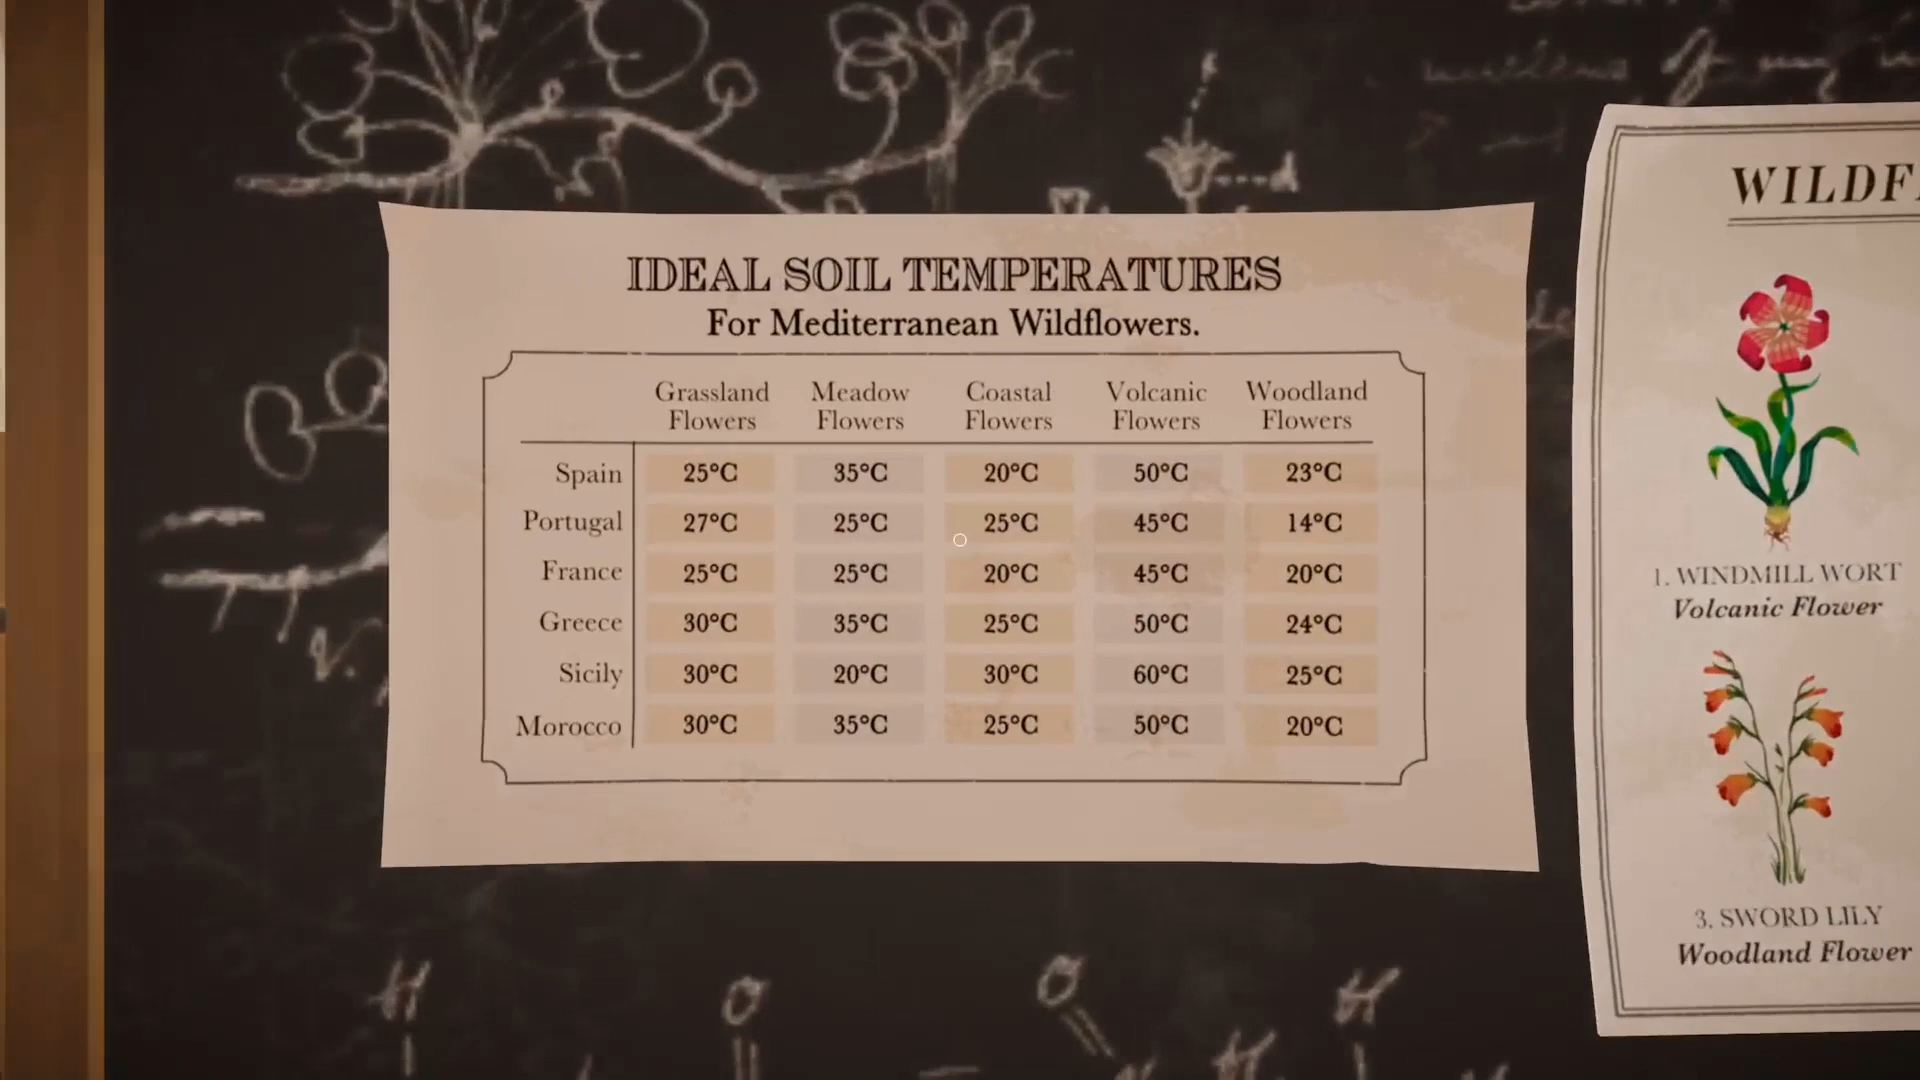 IDEAL SOIL TEMPERATURES
For Mediterranean Wildflowers.
Grassland Flowers Meadow Flowers Coastal Flowers Volcanic Flowers Woodland Flowers
Spain 25°C 35°C 20°C 50°C 23°C
Portugal 27°C 25°C 25°C 45°C 14°C
France 25°C 25°C 20°C 45°C 20°C
Greece 30°C 35°C 25°C 50°C 24°C
Sicily 30°C 20°C 30°C 60°C 25°C
Morocco 30°C 35°C 25°C 50°C 20°C
WILDF
1. WINDMILL WORT
Volcanic Flower
3. SWORD LILY
Woodland Flower
of my
H O O H
H